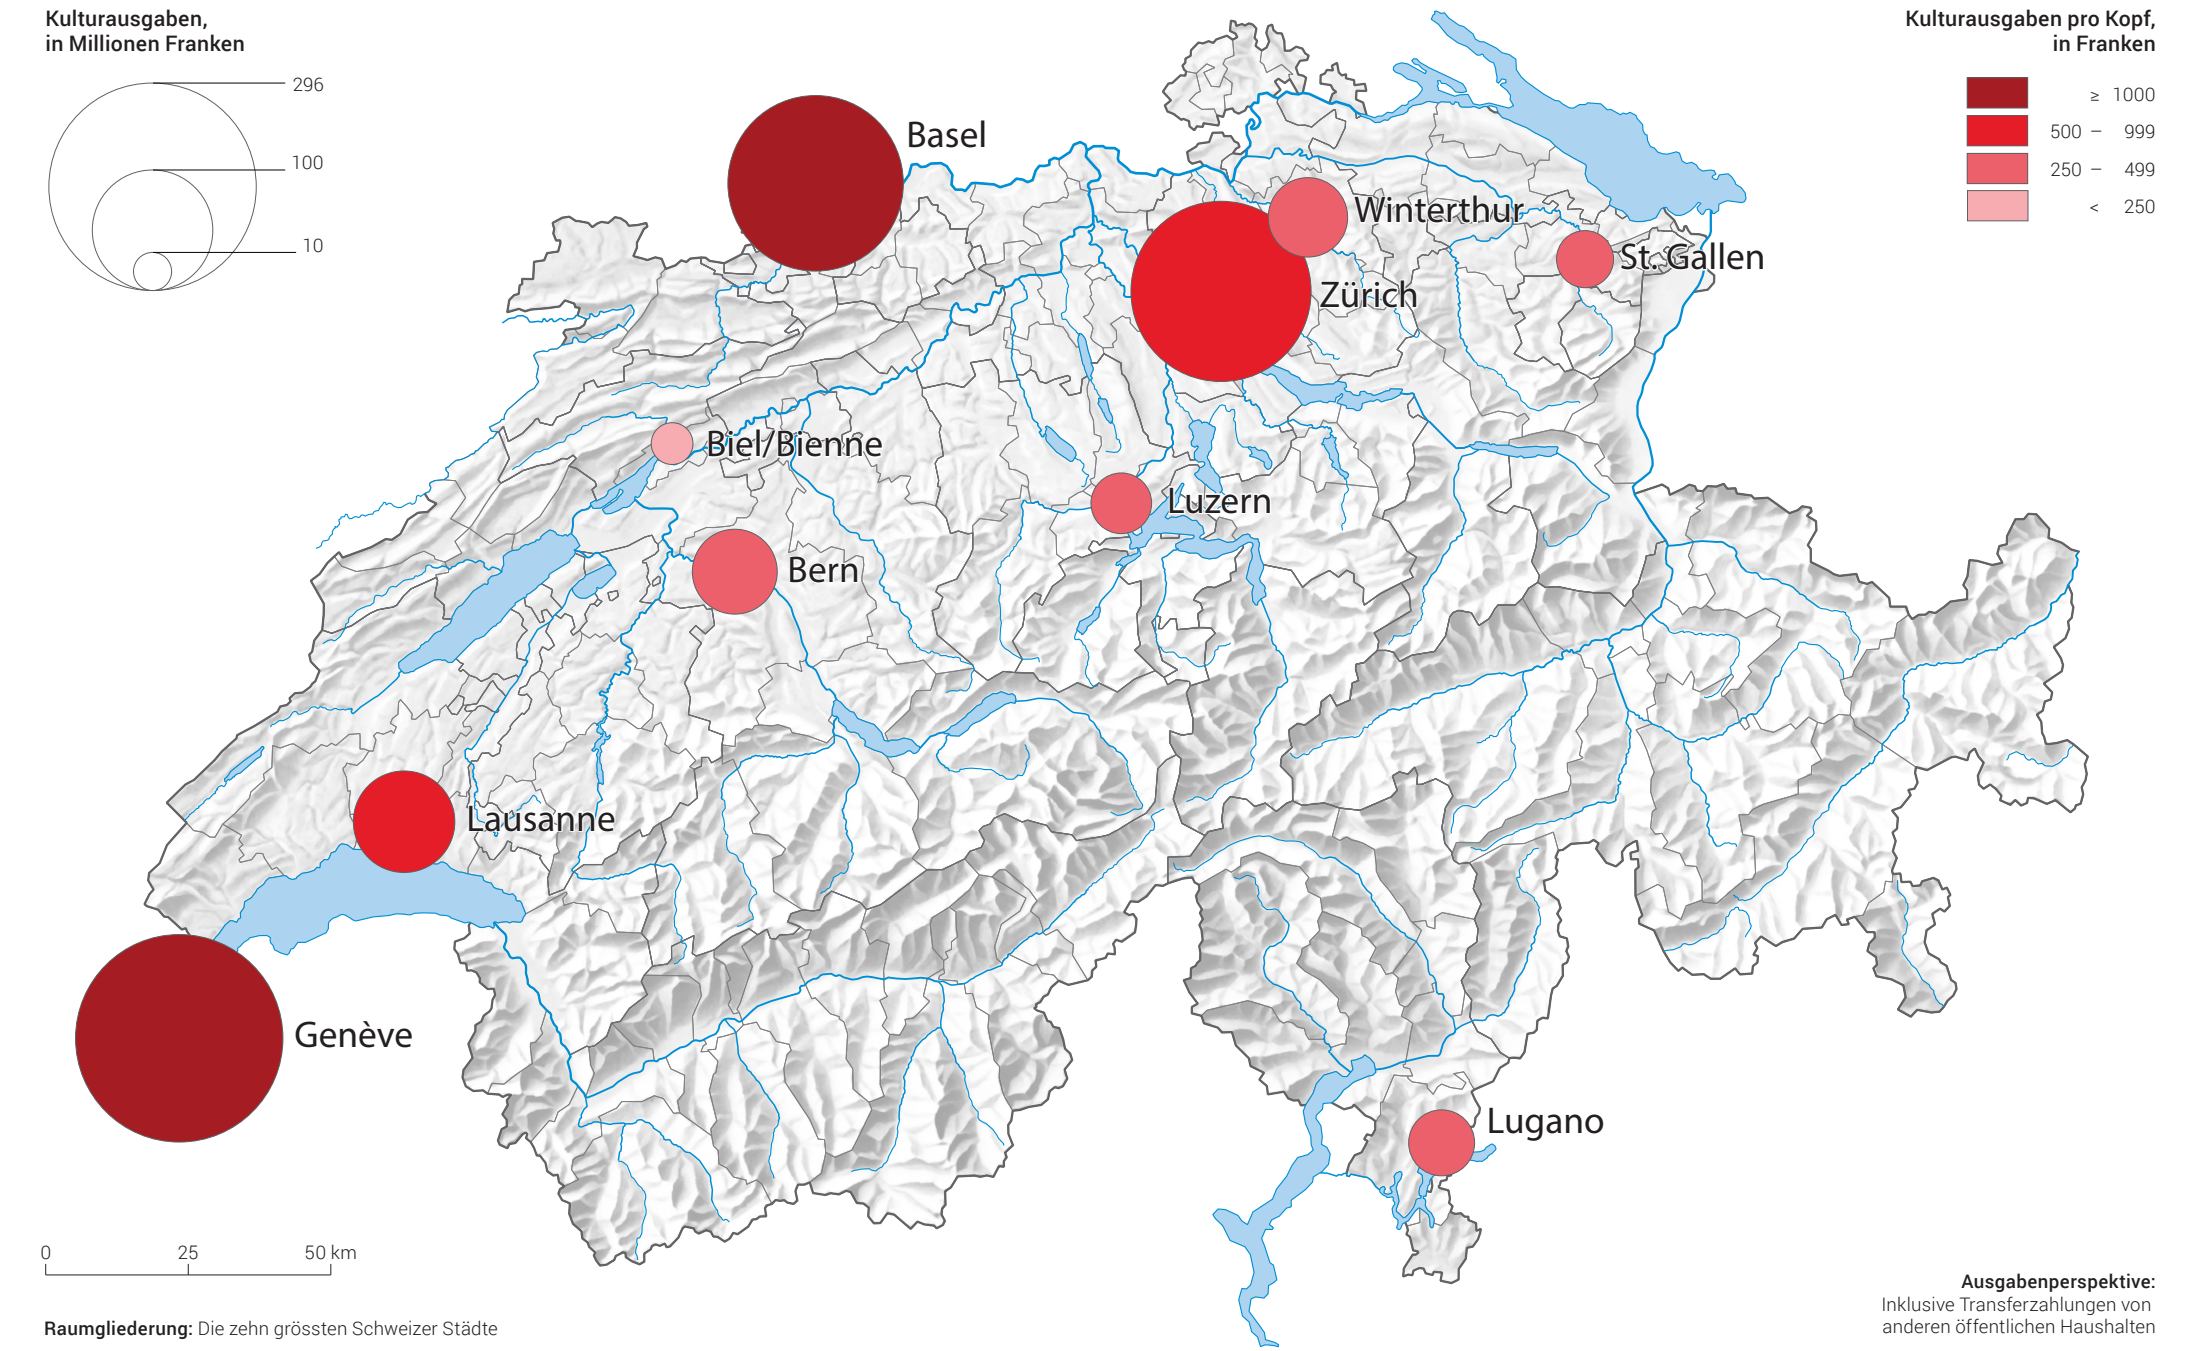 Kulturausgaben,
in Millionen Franken
296
100
10
Kulturausgaben pro Kopf,
in Franken
≥ 1000
500 – 999
250 – 499
< 250
Basel
Winterthur
St. Gallen
Zürich
Biel/Bienne
Luzern
Bern
Lausanne
Genève
Lugano
0 25 50 km
Raumgliederung: Die zehn grössten Schweizer Städte
Ausgabenperspektive:
Inklusive Transferzahlungen von
anderen öffentlichen Haushalten